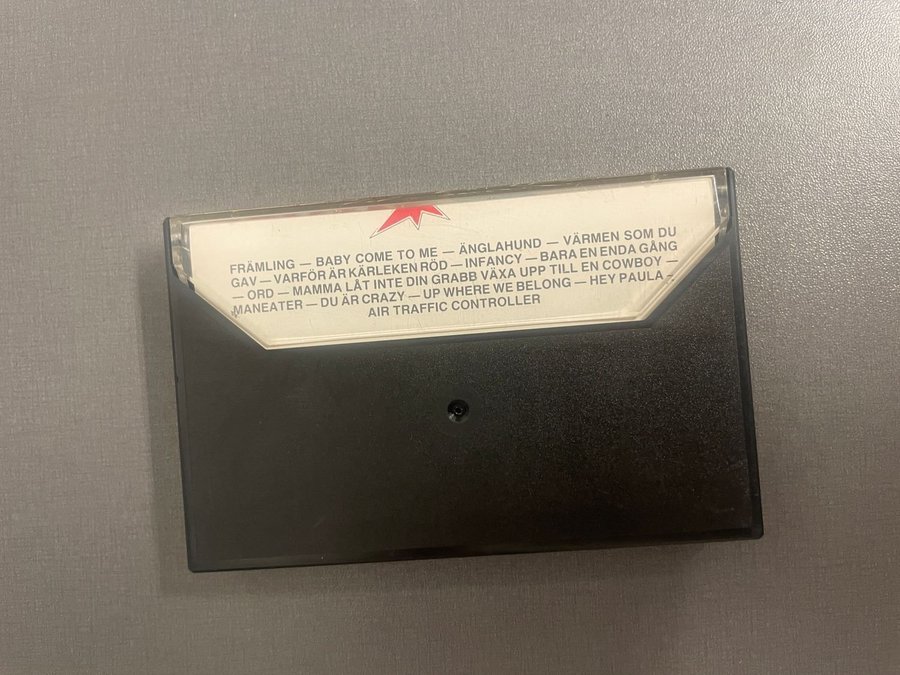 FRÄMLING — BABY COME TO ME — ÄNGLAHUND — VÄRMEN SOM DU
GAV — VARFÖR ÄR KÄRLEKEN RÖD — INFANCY — BARA EN ENDA GÅNG
— ORD — MAMMA LÅT INTE DIN GRABB VÄXA UPP TILL EN COWBOY —
MANEATER — DU ÄR CRAZY — UP WHERE WE BELONG — HEY PAULA —
AIR TRAFFIC CONTROLLER